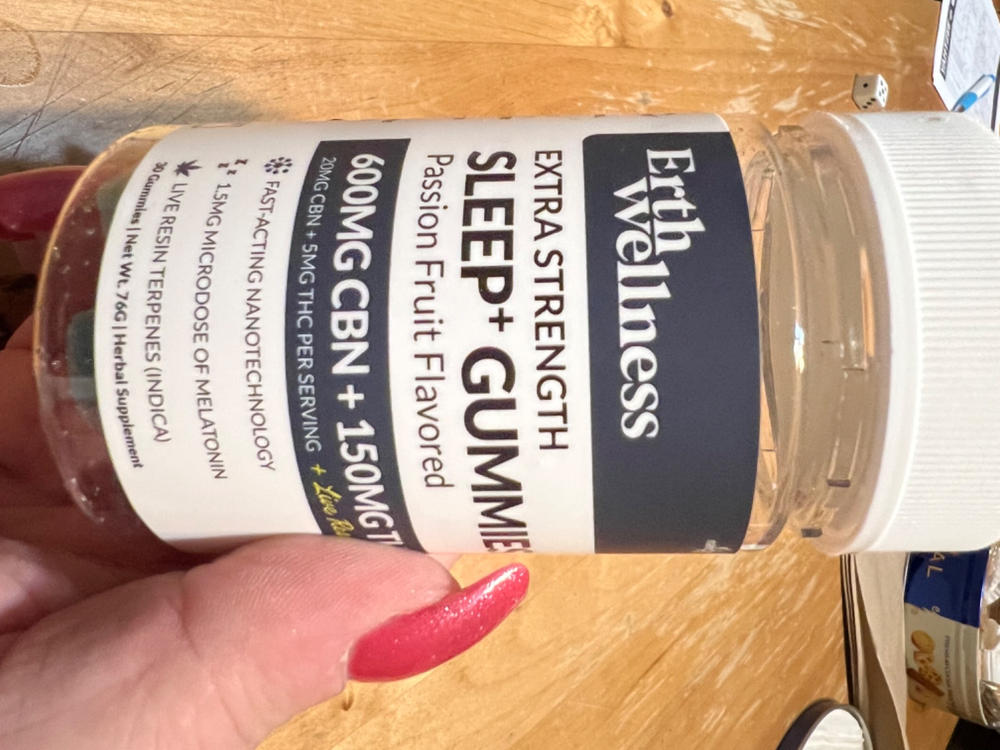 Erth
Wellness
EXTRA STRENGTH
SLEEP+ GUMMIES
Passion Fruit Flavored
600MG CBN + 150MG T
20MG CBN + 5MG THC PER SERVING + Live
FAST-ACTING NANOTECHNOLOGY
z z z 1.5MG MICRODOSE OF MELATONIN
LIVE RESIN TERPENES (INDICA)
30 Gummies | Net Wt. 76G | Herbal Supplement